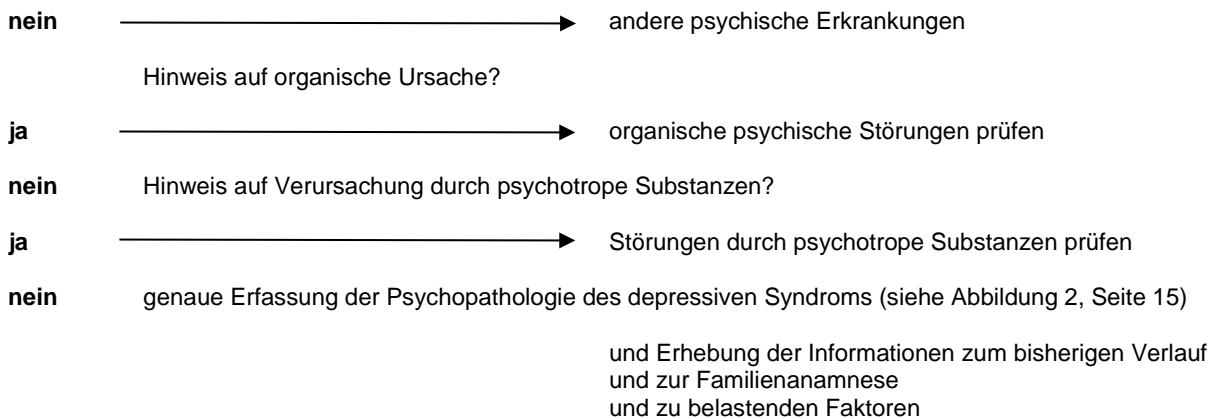 nein andere psychische Erkrankungen
Hinweis auf organische Ursache?
ja organische psychische Störungen prüfen
nein Hinweis auf Verursachung durch psychotrope Substanzen?
ja Störungen durch psychotrope Substanzen prüfen
nein genaue Erfassung der Psychopathologie des depressiven Syndroms (siehe Abbildung 2, Seite 15)
und Erhebung der Informationen zum bisherigen Verlauf
und zur Familienanamnese
und zu belastenden Faktoren